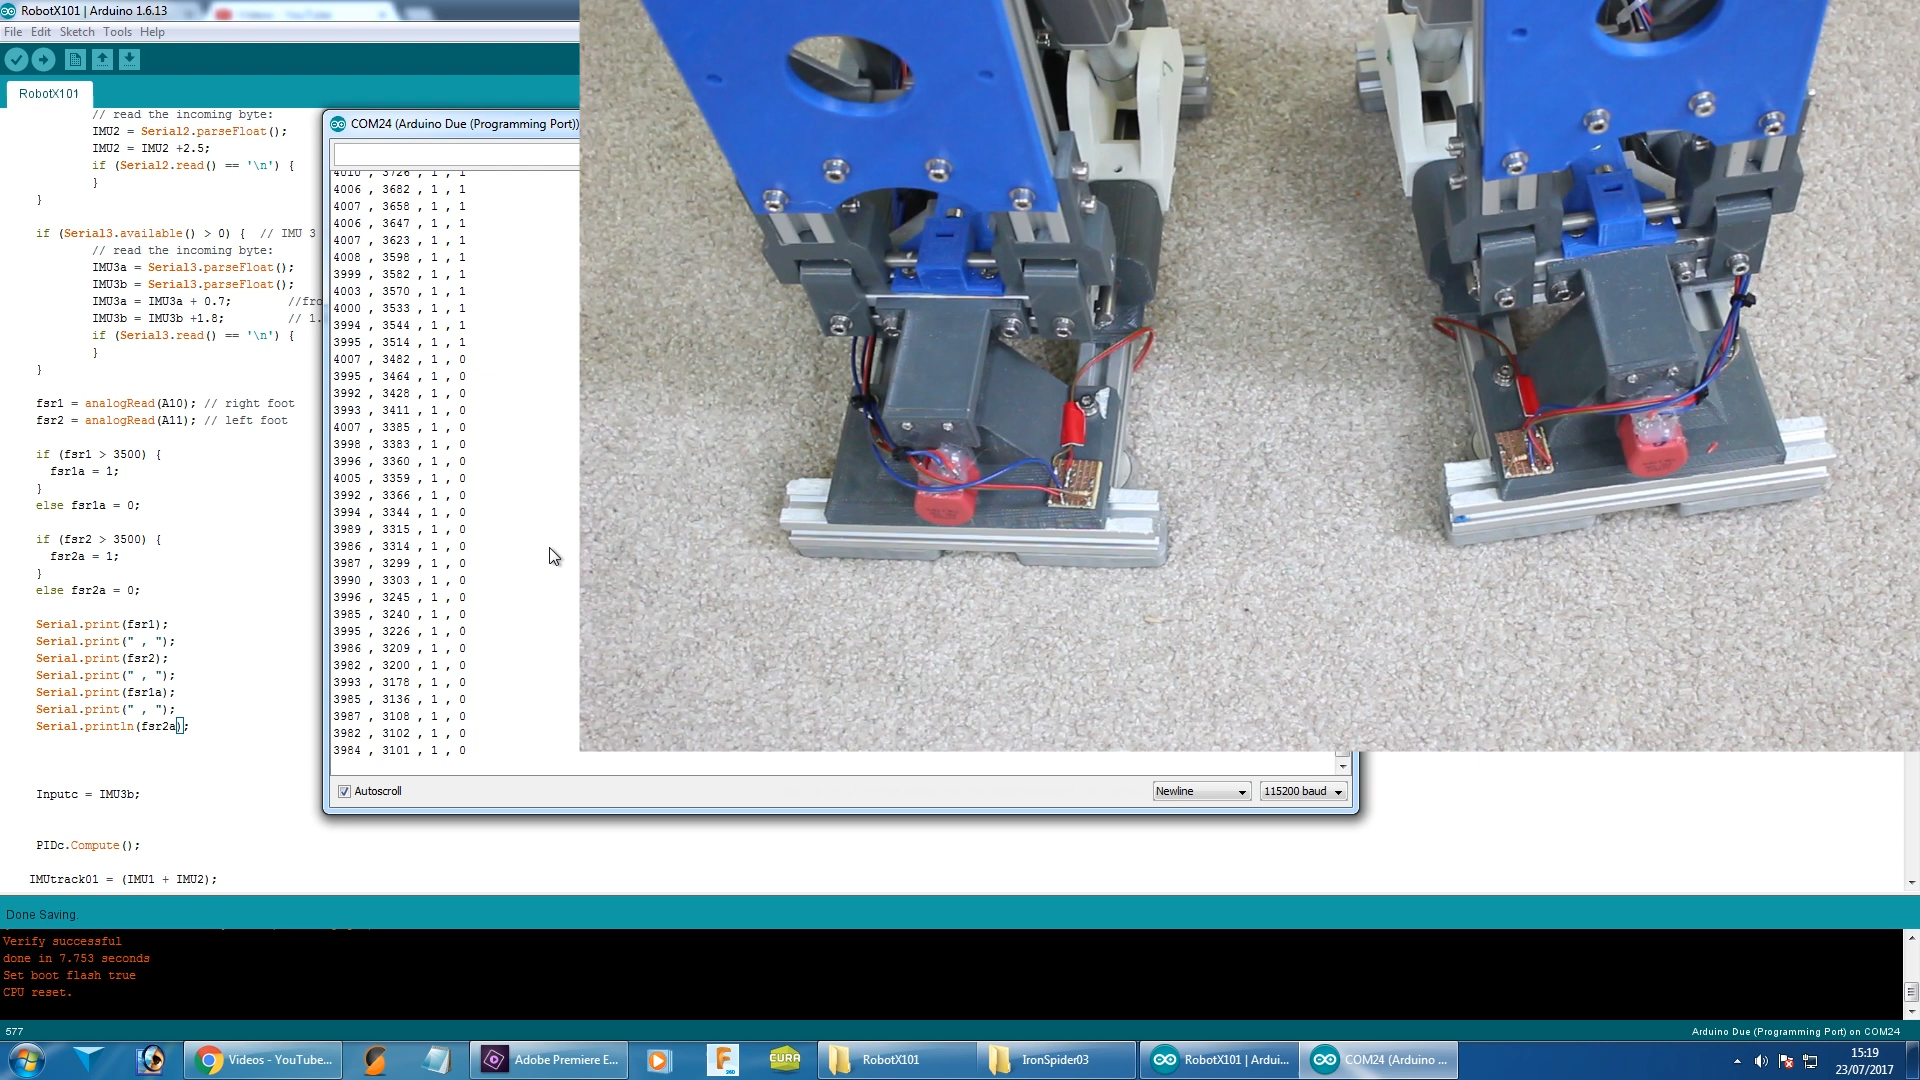 RobotX101 | Arduino 1.6.13
File Edit Sketch Tools Help
RobotX101
// read the incoming byte:
IMU2 = Serial2.parseFloat();
IMU2 = IMU2 +2.5;
if (Serial2.read() == '\n') {
}
}
if (Serial3.available() > 0) { // IMU 3
// read the incoming byte:
IMU3a = Serial3.parseFloat();
IMU3b = Serial3.parseFloat();
IMU3a = IMU3a + 0.7; //fro
IMU3b = IMU3b +1.8; // 1.
if (Serial3.read() == '\n') {
}
}
fsr1 = analogRead(A10); // right foot
fsr2 = analogRead(A11); // left foot
if (fsr1 > 3500) {
fsr1a = 1;
}
else fsr1a = 0;
if (fsr2 > 3500) {
fsr2a = 1;
}
else fsr2a = 0;
Serial.print(fsr1);
Serial.print(" , ");
Serial.print(fsr2);
Serial.print(" , ");
Serial.print(fsr1a);
Serial.print(" , ");
Serial.println(fsr2a);
Inputc = IMU3b;
PIDc.Compute();
IMUtrack01 = (IMU1 + IMU2);
COM24 (Arduino Due (Programming Port))
4010 , 3726 , 1 , 1
4006 , 3682 , 1 , 1
4007 , 3658 , 1 , 1
4006 , 3647 , 1 , 1
4007 , 3623 , 1 , 1
4008 , 3598 , 1 , 1
3999 , 3582 , 1 , 1
4003 , 3570 , 1 , 1
4000 , 3533 , 1 , 1
3994 , 3544 , 1 , 1
3995 , 3514 , 1 , 1
4007 , 3482 , 1 , 0
3995 , 3464 , 1 , 0
3992 , 3428 , 1 , 0
3993 , 3411 , 1 , 0
4007 , 3385 , 1 , 0
3998 , 3383 , 1 , 0
3996 , 3360 , 1 , 0
4005 , 3359 , 1 , 0
3992 , 3366 , 1 , 0
3994 , 3344 , 1 , 0
3989 , 3315 , 1 , 0
3986 , 3314 , 1 , 0
3987 , 3299 , 1 , 0
3990 , 3303 , 1 , 0
3996 , 3245 , 1 , 0
3985 , 3240 , 1 , 0
3995 , 3226 , 1 , 0
3986 , 3209 , 1 , 0
3982 , 3200 , 1 , 0
3993 , 3178 , 1 , 0
3985 , 3136 , 1 , 0
3987 , 3108 , 1 , 0
3982 , 3102 , 1 , 0
3984 , 3101 , 1 , 0
Autoscroll
Newline
115200 baud
Done Saving.
Verify successful
done in 7.753 seconds
Set boot flash true
CPU reset.
577
Arduino Due (Programming Port) on COM24
Videos - YouTube...
Adobe Premiere E...
CURA
RobotX101
IronSpider03
RobotX101 | Ardui...
COM24 (Arduino ...
15:19
23/07/2017